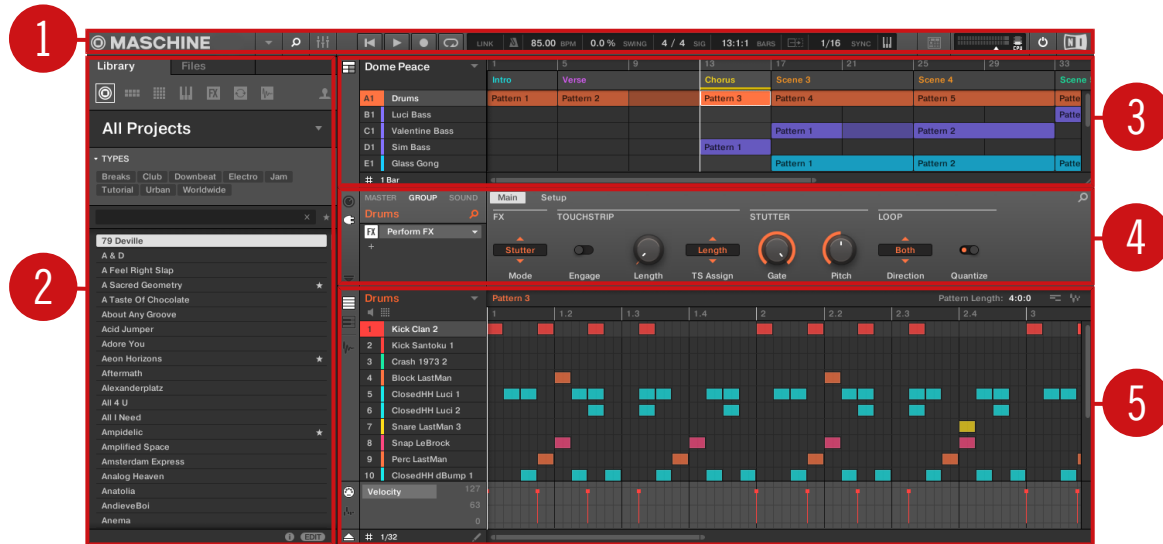 1
MASCHINE
LINK 85.00 BPM 0.0 % SWING 4 / 4 SIG 13:1:1 BARS 1/16 SYNC CPU
2
Library Files
All Projects
TYPES
Breaks Club Downbeat Electro Jam
Tutorial Urban Worldwide
79 Deville
A & D
A Feel Right Slap
A Sacred Geometry
A Taste Of Chocolate
About Any Groove
Acid Jumper
Adore You
Aeon Horizons
Aftermath
Alexanderplatz
All 4 U
All I Need
Ampidelic
Amplified Space
Amsterdam Express
Analog Heaven
Anatolia
AndieveBoi
Anema
EDIT
3
Dome Peace 1 5 9 13 17 21 25 29 33
Intro Verse Chorus Scene 3 Scene 4 Scene
A1 Drums Pattern 1 Pattern 2 Pattern 3 Pattern 4 Pattern 5 Patte
B1 Luci Bass Patte
C1 Valentine Bass Pattern 1 Pattern 2
D1 Sim Bass Pattern 1
E1 Glass Gong Pattern 1 Pattern 2 Patte
# 1 Bar
4
MASTER GROUP SOUND Main Setup
Drums FX TOUCHSTRIP STUTTER LOOP
FX Perform FX
+
Stutter Length Both
Mode Engage Length TS Assign Gate Pitch Direction Quantize
5
Drums Pattern 3 Pattern Length: 4:0:0
1 1.2 1.3 1.4 2 2.2 2.3 2.4 3
1 Kick Clan 2
2 Kick Santoku 1
3 Crash 1973 2
4 Block LastMan
5 ClosedHH Luci 1
6 ClosedHH Luci 2
7 Snare LastMan 3
8 Snap LeBrock
9 Perc LastMan
10 ClosedHH dBump 1
Velocity 127
63
0
# 1/32